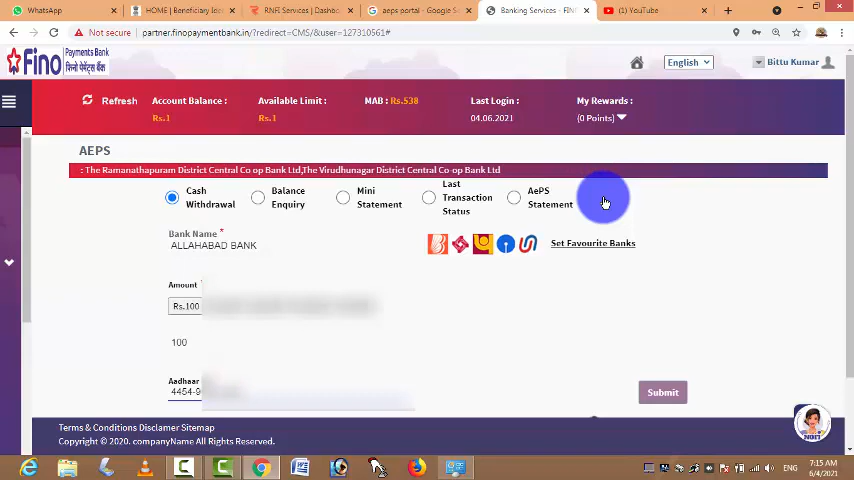 WhatsApp
HOME | Beneficiary Ide
RNFI Services | Dashbo
aeps portal - Google Se
Banking Services - FINO
(1) YouTube
Not secure | partner.finopaymentbank.in/?redirect=CMS/&user=127310561#
Fino Payments Bank
फिनो पेमेंट्स बैंक
English
Bittu Kumar
Refresh
Account Balance :
Rs.1
Available Limit :
Rs.1
MAB : Rs.538
Last Login :
04.06.2021
My Rewards :
(0 Points)
AEPS
: The Ramanathapuram District Central Co op Bank Ltd,The Virudhunagar District Central Co-op Bank Ltd
Cash
Withdrawal
Balance
Enquiry
Mini
Statement
Last
Transaction
Status
AePS
Statement
Bank Name *
ALLAHABAD BANK
Set Favourite Banks
Amount
Rs.100
100
Aadhaar
4454-9
Submit
Terms & Conditions Disclamer Sitemap
Copyright © 2020. companyName All Rights Reserved.
ENG
7:15 AM
6/4/2021